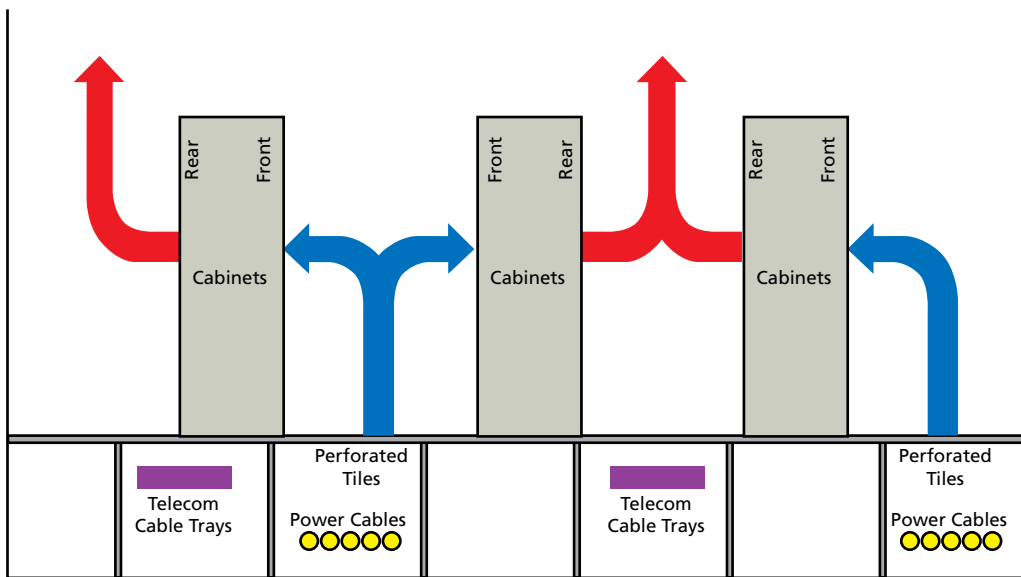 Rear
Front
Front
Rear
Rear
Front
Cabinets
Cabinets
Cabinets
Perforated
Tiles
Perforated
Tiles
Telecom
Cable Trays
Power Cables
Telecom
Cable Trays
Power Cables